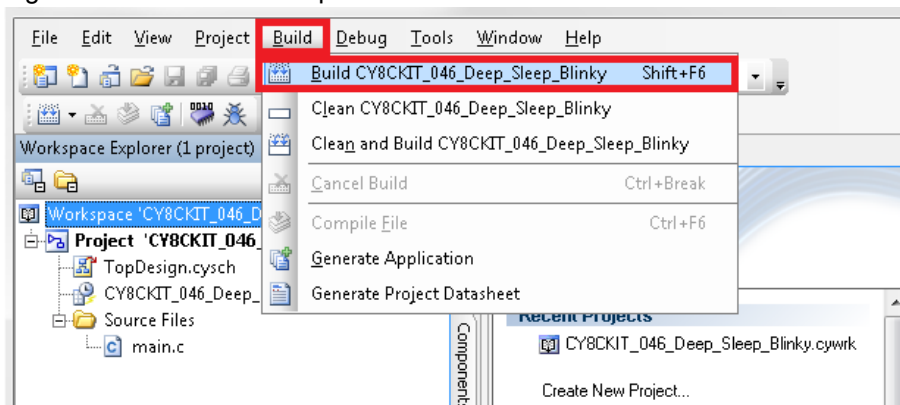 File Edit View Project Build Debug Tools Window Help
Build CY8CKIT_046_Deep_Sleep_Blinky Shift+F6
Clean CY8CKIT_046_Deep_Sleep_Blinky
Clean and Build CY8CKIT_046_Deep_Sleep_Blinky
Cancel Build Ctrl+Break
Compile File Ctrl+F6
Generate Application
Generate Project Datasheet
Workspace Explorer (1 project)
Workspace 'CY8CKIT_046_D
Project 'CY8CKIT_046_
TopDesign.cysch
CY8CKIT_046_Deep_
Source Files
main.c
Components
Recent Projects
CY8CKIT_046_Deep_Sleep_Blinky.cywrk
Create New Project...